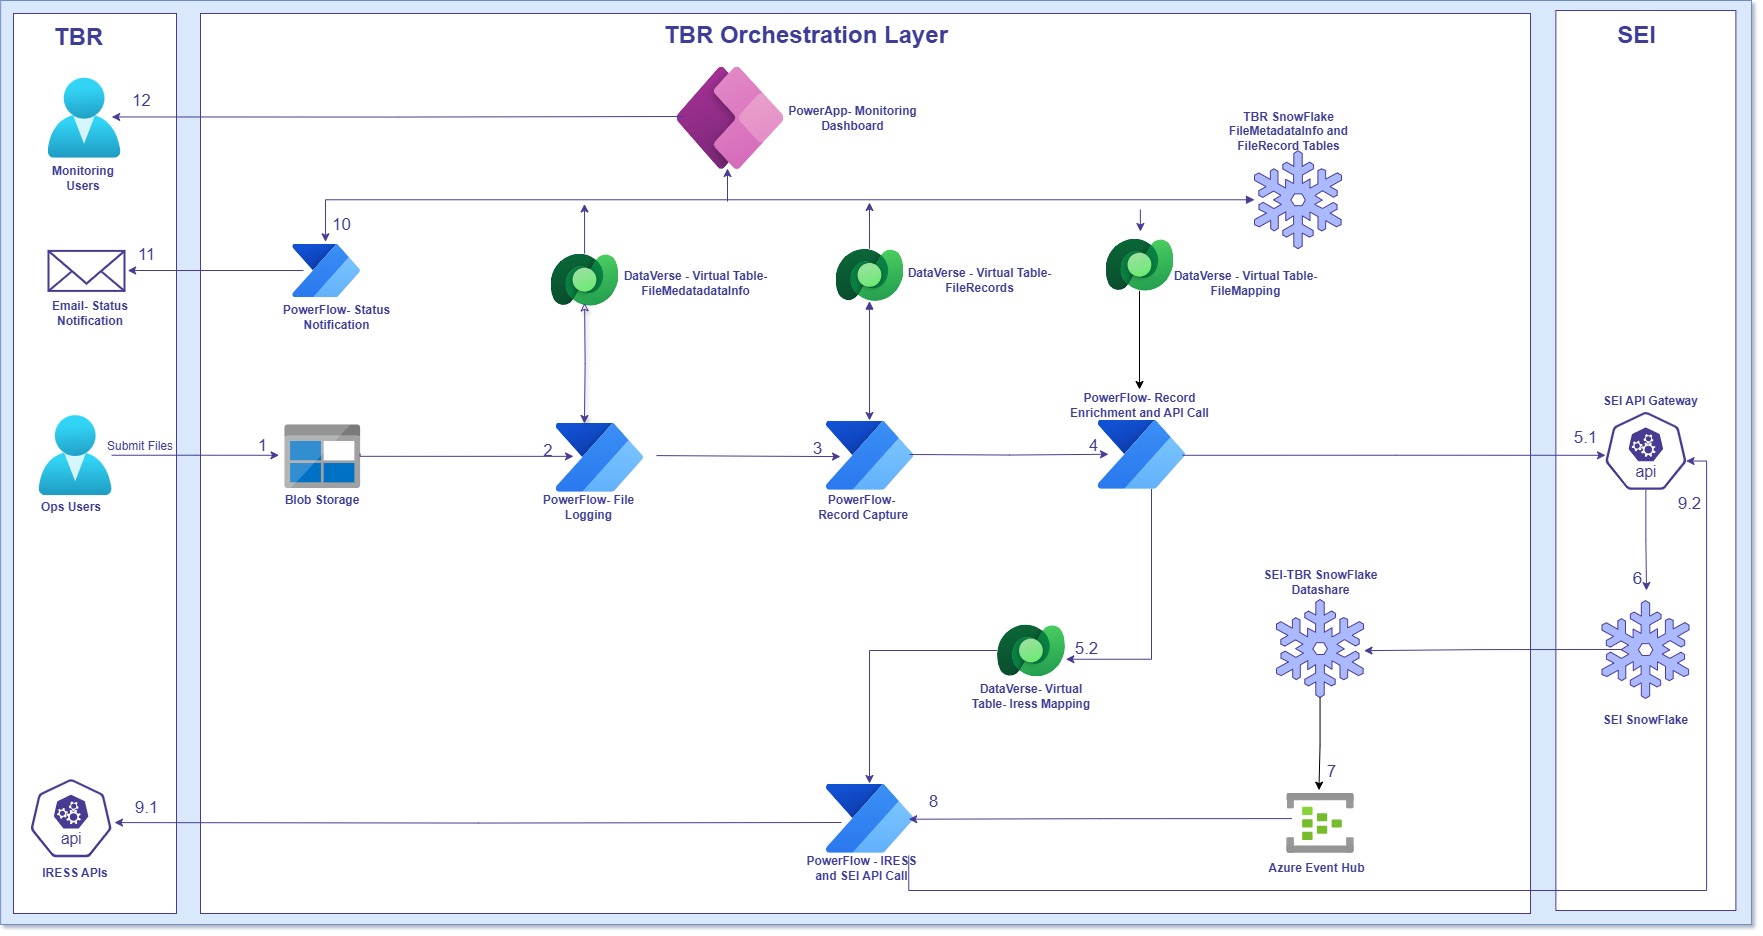 TBR
TBR Orchestration Layer
SEI
12
PowerApp- Monitoring
Dashboard
TBR SnowFlake
FileMetadataInfo and
FileRecord Tables
Monitoring
Users
10
11
DataVerse - Virtual Table-
FileMedatadataInfo
DataVerse - Virtual Table-
FileRecords
DataVerse - Virtual Table-
FileMapping
Email- Status
Notification
PowerFlow- Status
Notification
PowerFlow- Record
Enrichment and API Call
SEI API Gateway
Submit Files
1
2
3
4
5.1
api
Ops Users
Blob Storage
PowerFlow- File
Logging
PowerFlow-
Record Capture
9.2
6
SEI-TBR SnowFlake
Datashare
5.2
DataVerse- Virtual
Table- Iress Mapping
SEI SnowFlake
7
9.1
8
api
IRESS APIs
PowerFlow - IRESS
and SEI API Call
Azure Event Hub